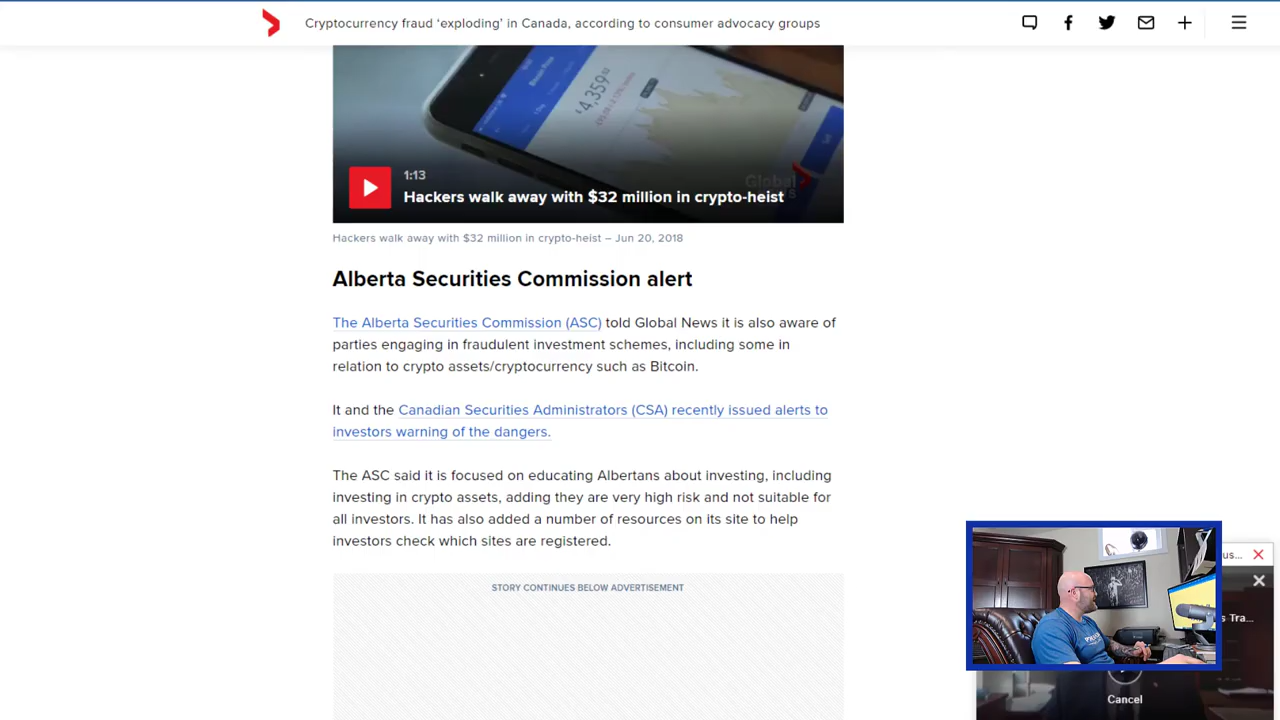 Cryptocurrency fraud ‘exploding’ in Canada, according to consumer advocacy groups
£4,359
1:13
Global
Hackers walk away with $32 million in crypto-heist
Hackers walk away with $32 million in crypto-heist – Jun 20, 2018
Alberta Securities Commission alert
The Alberta Securities Commission (ASC) told Global News it is also aware of
parties engaging in fraudulent investment schemes, including some in
relation to crypto assets/cryptocurrency such as Bitcoin.
It and the Canadian Securities Administrators (CSA) recently issued alerts to
investors warning of the dangers.
The ASC said it is focused on educating Albertans about investing, including
investing in crypto assets, adding they are very high risk and not suitable for
all investors. It has also added a number of resources on its site to help
investors check which sites are registered.
STORY CONTINUES BELOW ADVERTISEMENT
us...
s Tra...
Cancel